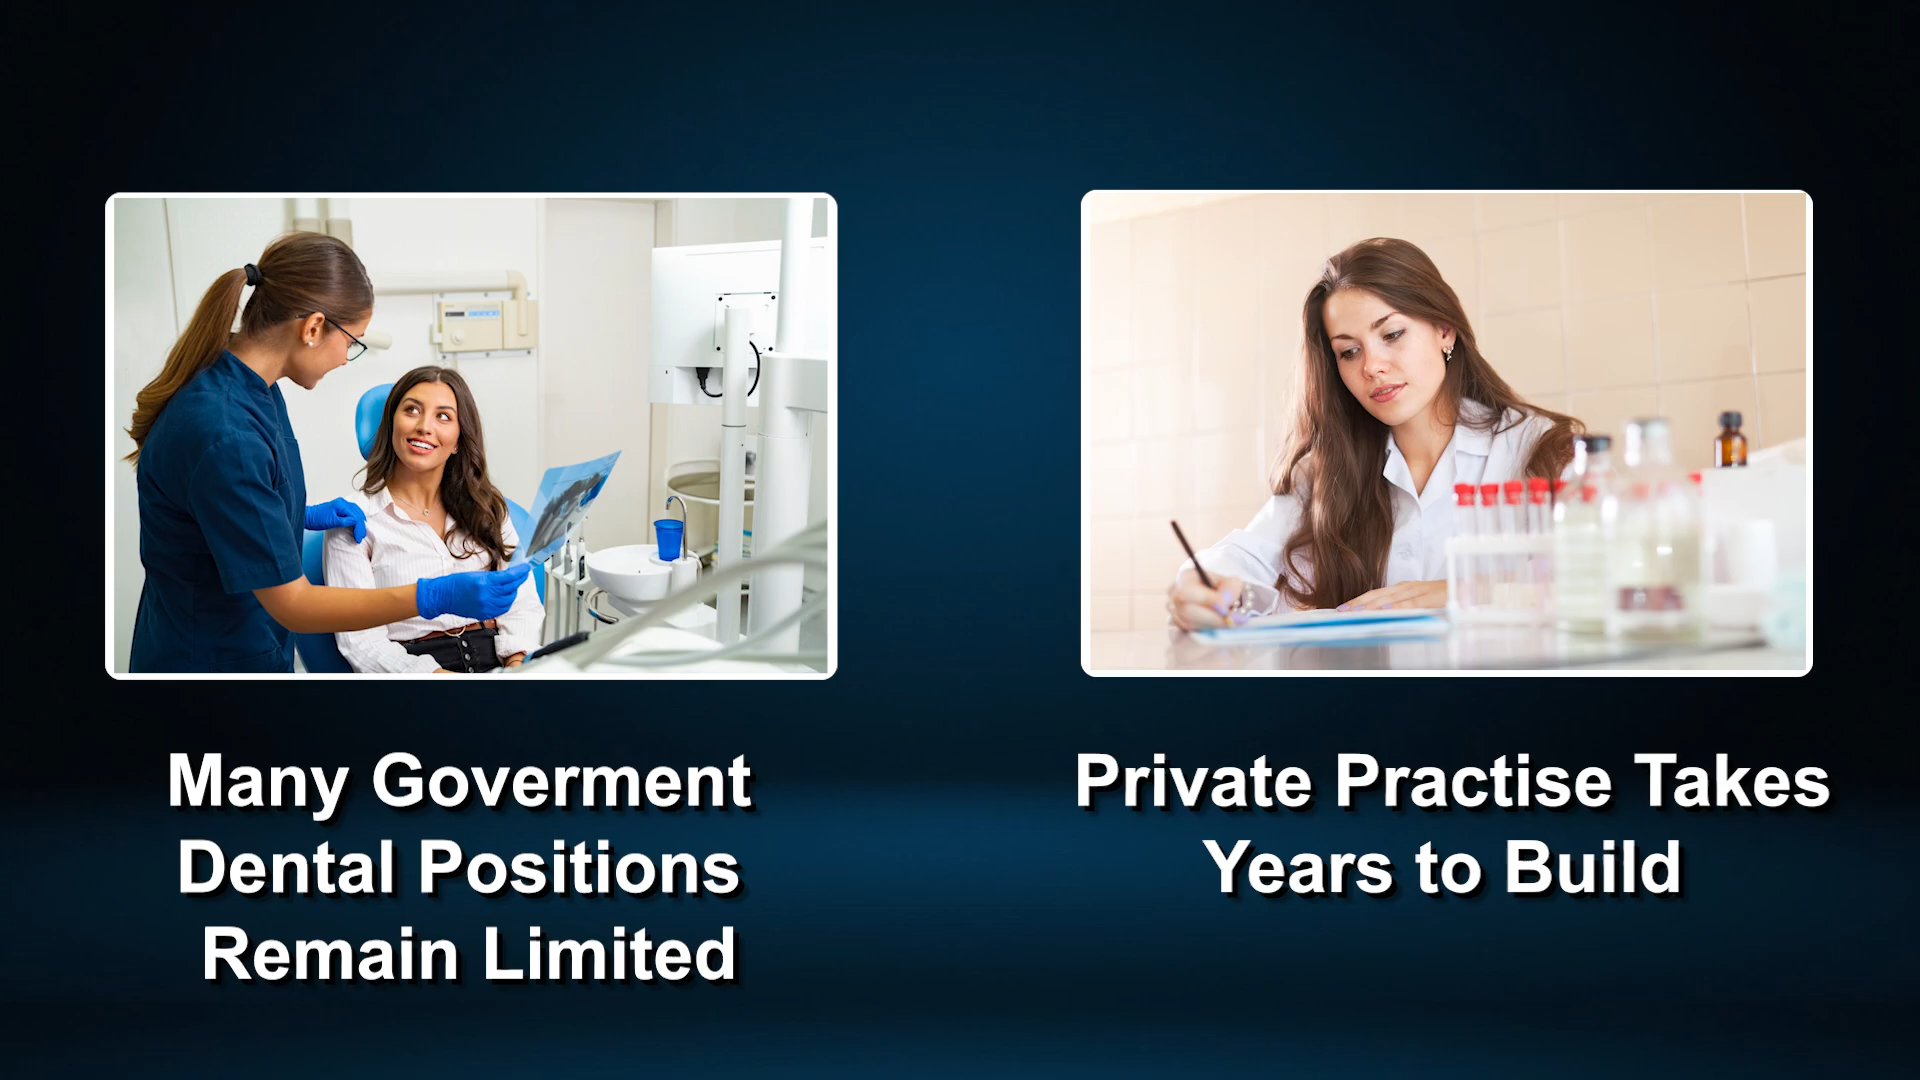 Many Goverment
Dental Positions
Remain Limited
Private Practise Takes
Years to Build